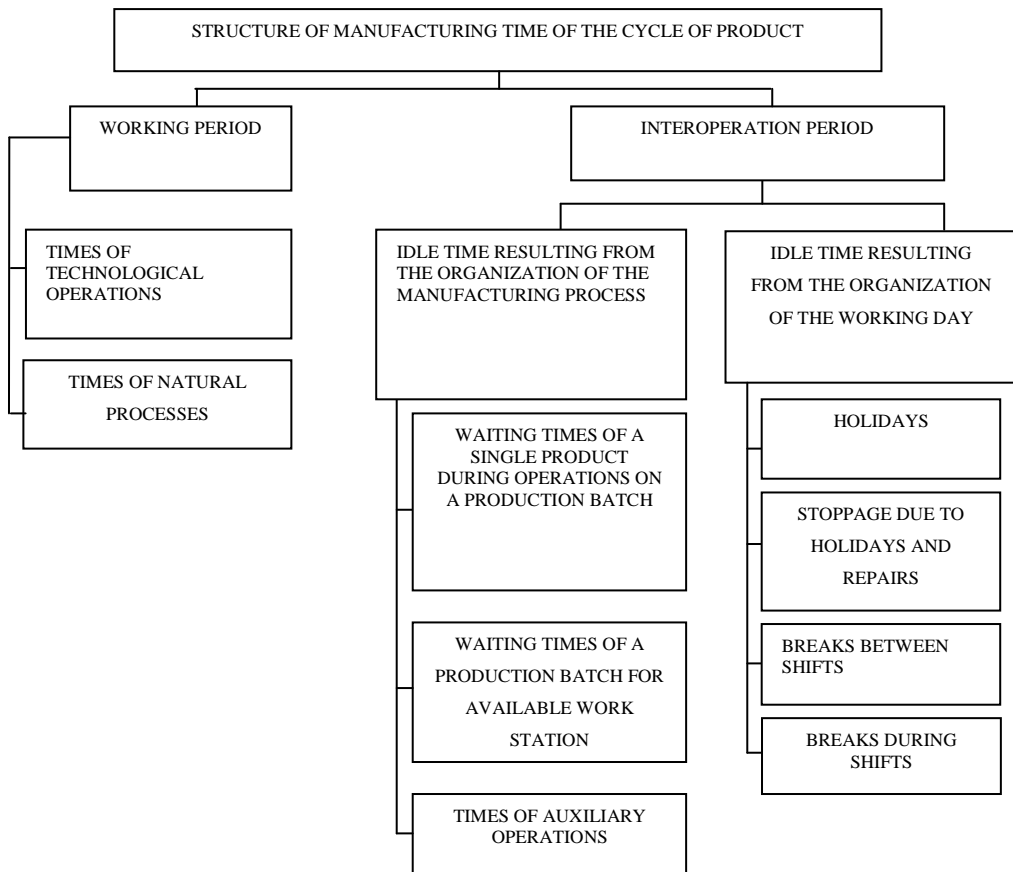 STRUCTURE OF MANUFACTURING TIME OF THE CYCLE OF PRODUCT
WORKING PERIOD
INTEROPERATION PERIOD
TIMES OF
TECHNOLOGICAL
OPERATIONS
TIMES OF NATURAL
PROCESSES
IDLE TIME RESULTING FROM
THE ORGANIZATION OF THE
MANUFACTURING PROCESS
WAITING TIMES OF A
SINGLE PRODUCT
DURING OPERATIONS ON
A PRODUCTION BATCH
WAITING TIMES OF A
PRODUCTION BATCH FOR
AVAILABLE WORK
STATION
TIMES OF AUXILIARY
OPERATIONS
IDLE TIME RESULTING
FROM THE ORGANIZATION
OF THE WORKING DAY
HOLIDAYS
STOPPAGE DUE TO
HOLIDAYS AND
REPAIRS
BREAKS BETWEEN
SHIFTS
BREAKS DURING
SHIFTS